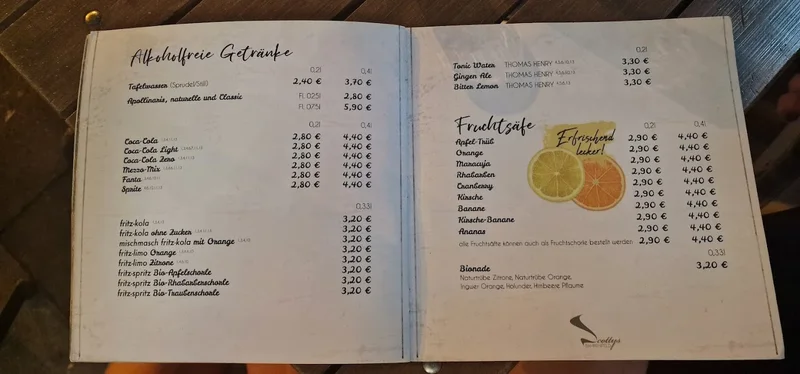 Alkoholfreie Getränke
0,2l 0,4l
Tafelwasser (Sprudel/Still) 2,40 € 3,70 €
Apollinaris, naturelle und Classic Fl. 0,25l 2,80 €
Fl. 0,75l 5,90 €
0,2l 0,4l
Coca-Cola 2,80 € 4,40 €
Coca-Cola Light 2,80 € 4,40 €
Coca-Cola Zero 2,80 € 4,40 €
Mezzo-Mix 2,80 € 4,40 €
Fanta 2,80 € 4,40 €
Sprite 2,80 € 4,40 €
0,33l
fritz-kola 3,20 €
fritz-kola ohne Zucker 3,20 €
mischmasch fritz-kola mit Orange 3,20 €
fritz-limo Orange 3,20 €
fritz-limo Zitrone 3,20 €
fritz-spritz Bio-Apfelschorle 3,20 €
fritz-spritz Bio-Rhabarberschorle 3,20 €
fritz-spritz Bio-Traubenschorle 3,20 €
0,2l
Tonic Water THOMAS HENRY 3,30 €
Ginger Ale THOMAS HENRY 3,30 €
Bitter Lemon THOMAS HENRY 3,30 €
Fruchtsäfe
Erfrischend
lecker!
0,2l 0,4l
Apfel-Trüb 2,90 € 4,40 €
Orange 2,90 € 4,40 €
Maracuja 2,90 € 4,40 €
Rhabarber 2,90 € 4,40 €
Cranberry 2,90 € 4,40 €
Kirsche 2,90 € 4,40 €
Banane 2,90 € 4,40 €
Kirsche-Banane 2,90 € 4,40 €
Ananas 2,90 € 4,40 €
alle Fruchtsäfte können auch als Fruchtschorle bestellt werden 2,90 € 4,40 €
0,33l
Bionade 3,20 €
Naturtrübe Zitrone, Naturtrübe Orange,
Ingwer Orange, Holunder, Himbeere Pflaume
Scottys